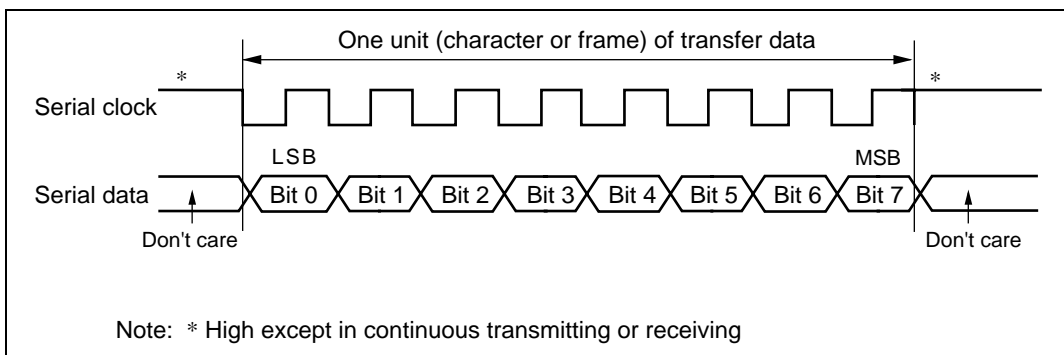 One unit (character or frame) of transfer data
* *
Serial clock
LSB MSB
Serial data Bit 0 Bit 1 Bit 2 Bit 3 Bit 4 Bit 5 Bit 6 Bit 7
Don't care Don't care
Note: * High except in continuous transmitting or receiving